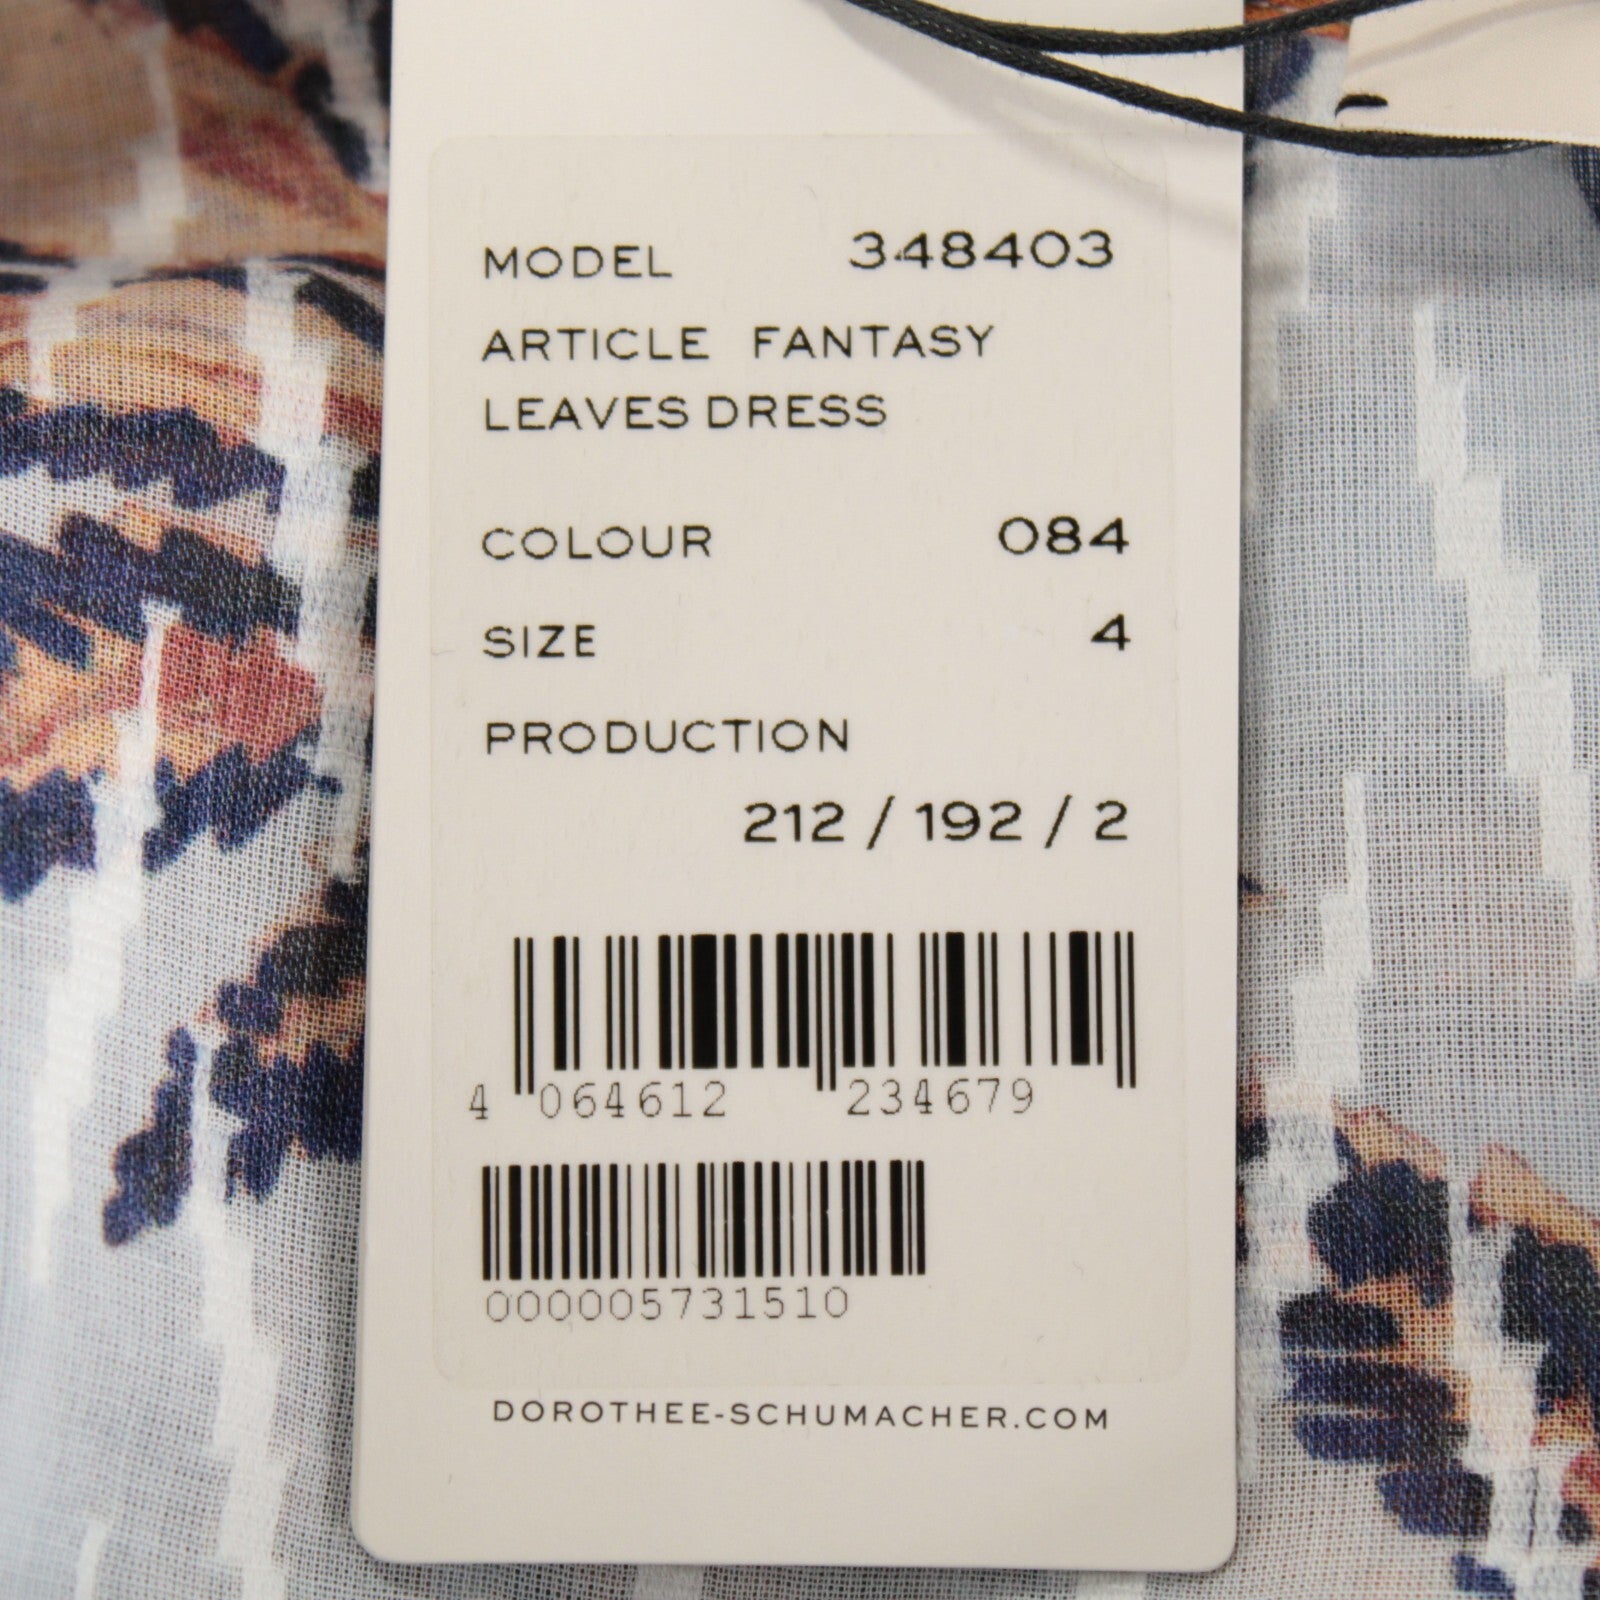 MODEL 348403
ARTICLE FANTASY
LEAVES DRESS
COLOUR 084
SIZE 4
PRODUCTION
212 / 192 / 2
4 064612 234679
000005731510
DOROTHEE-SCHUMACHER.COM